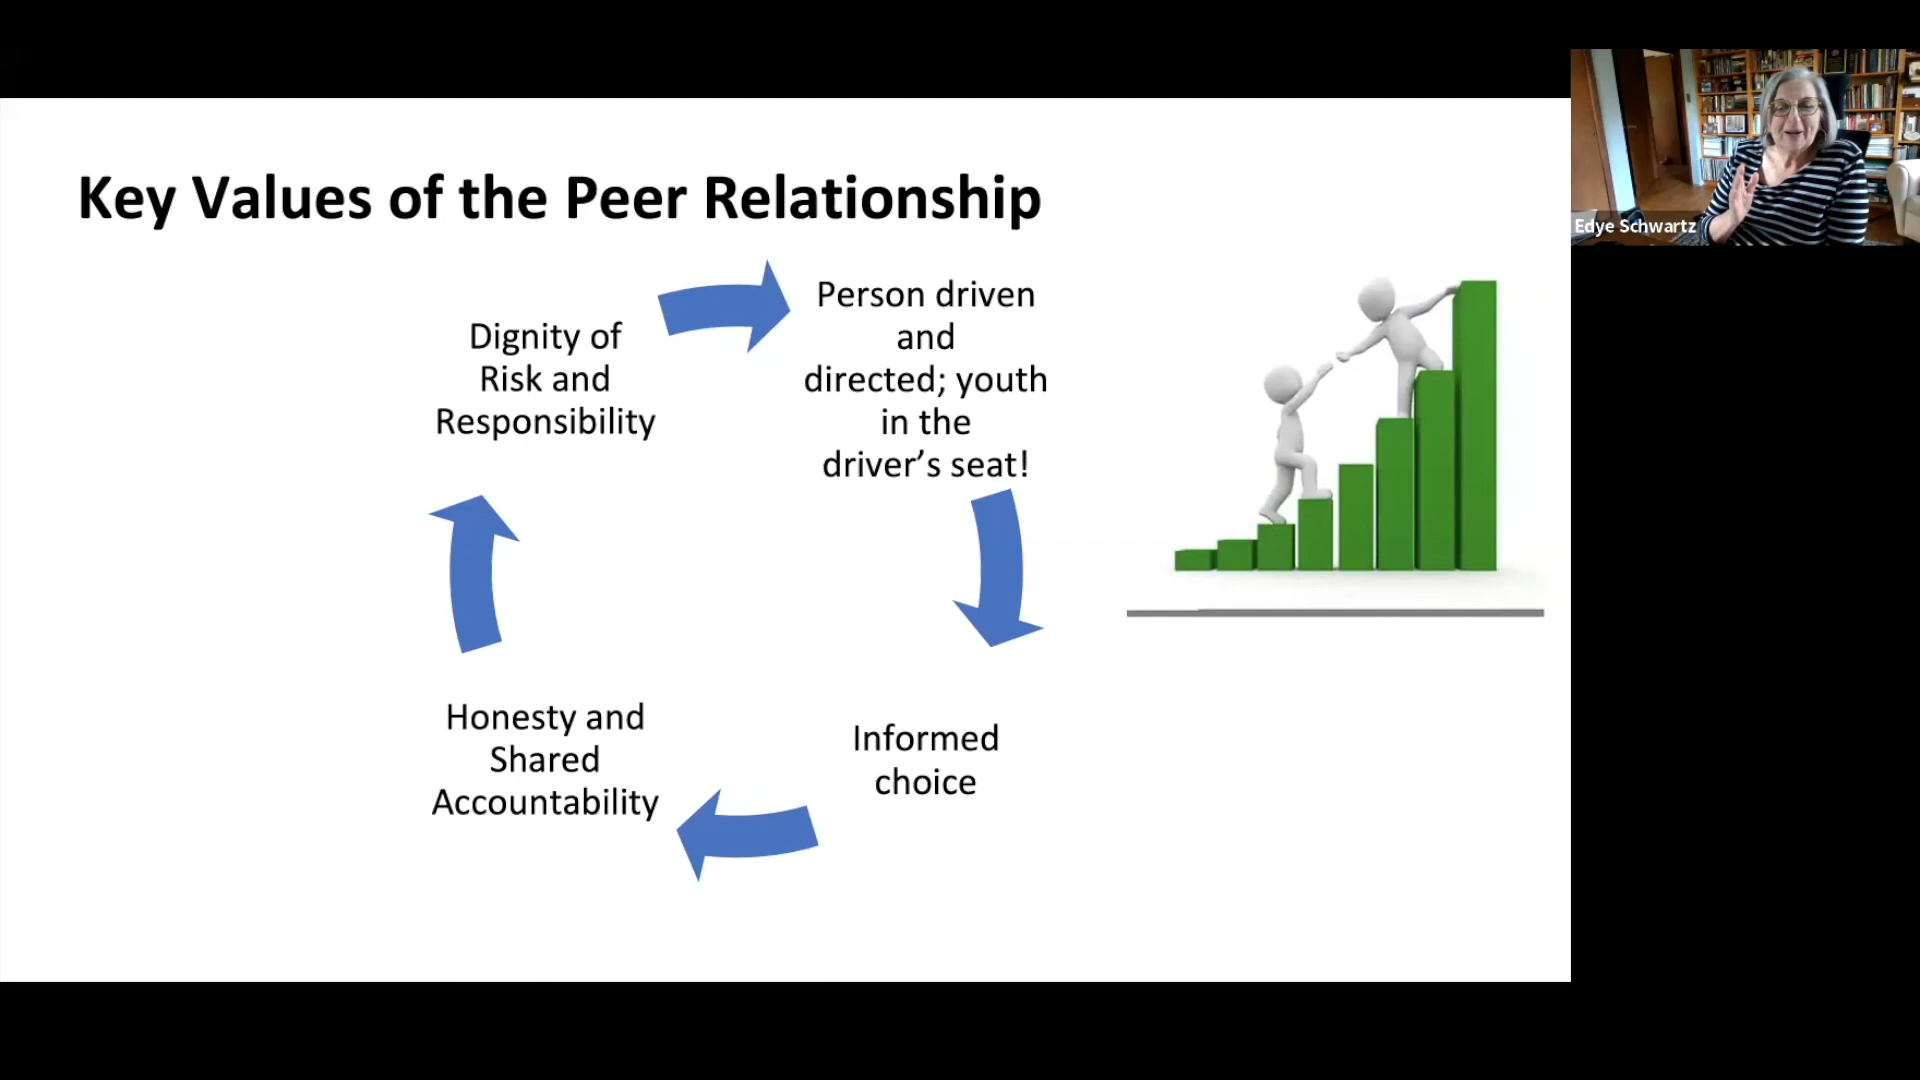 Key Values of the Peer Relationship
Dignity of
Risk and
Responsibility
Person driven
and
directed; youth
in the
driver’s seat!
Informed
choice
Honesty and
Shared
Accountability
Edye Schwartz